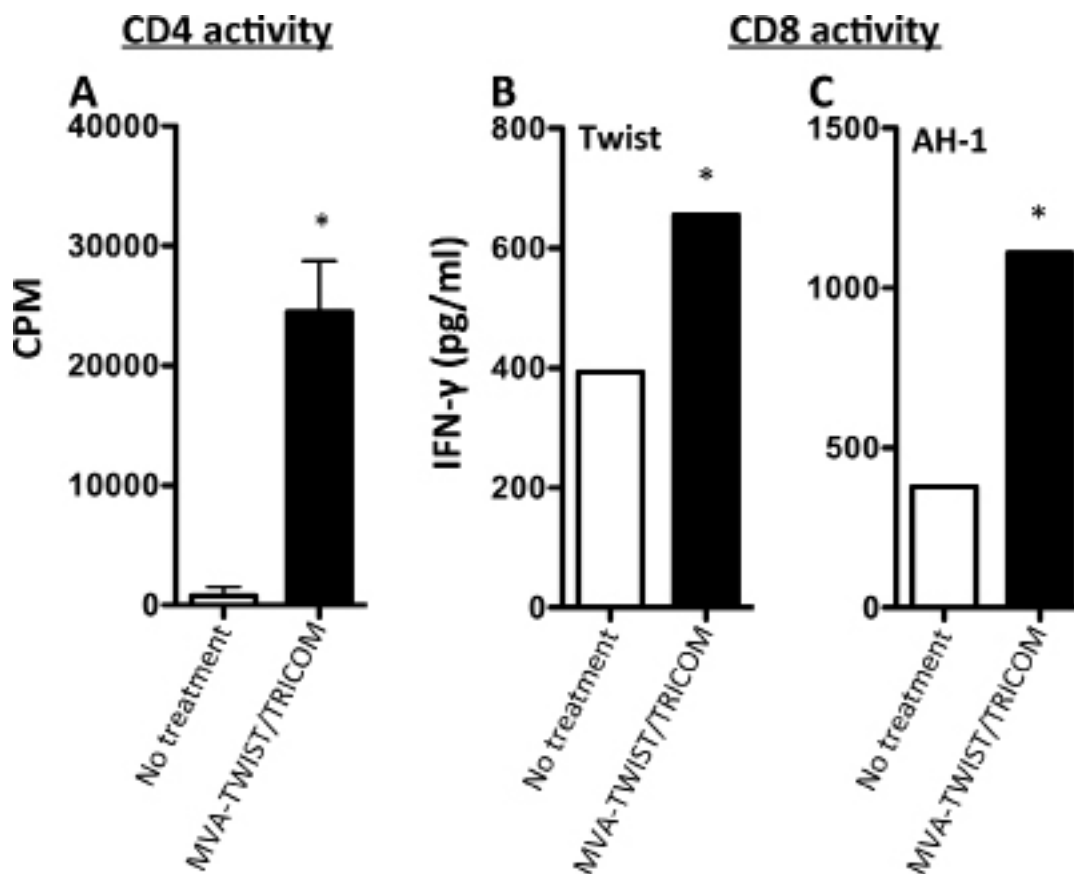 CD4 activity
CD8 activity
A
40000
30000
20000
10000
0
CPM
*
No treatment
MVA-TWIST/TRICOM
B
Twist
800
600
400
200
0
IFN-γ (pg/ml)
*
No treatment
MVA-TWIST/TRICOM
C
AH-1
1500
1000
500
0
*
No treatment
MVA-TWIST/TRICOM